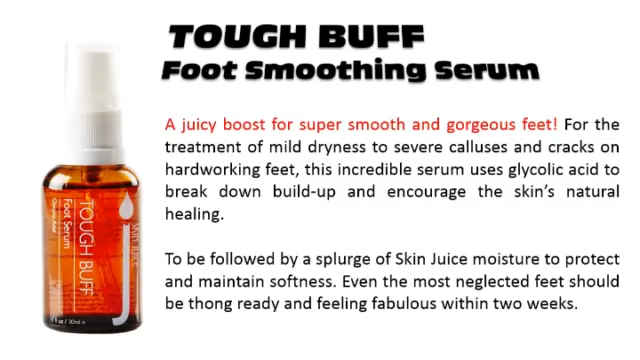 TOUGH BUFF
Foot Smoothing Serum
A juicy boost for super smooth and gorgeous feet! For the
treatment of mild dryness to severe calluses and cracks on
hardworking feet, this incredible serum uses glycolic acid to
break down build-up and encourage the skin's natural
healing.
To be followed by a splurge of Skin Juice moisture to protect
and maintain softness. Even the most neglected feet should
be thong ready and feeling fabulous within two weeks.
SKIN JUICE
TOUGH BUFF
Foot Serum